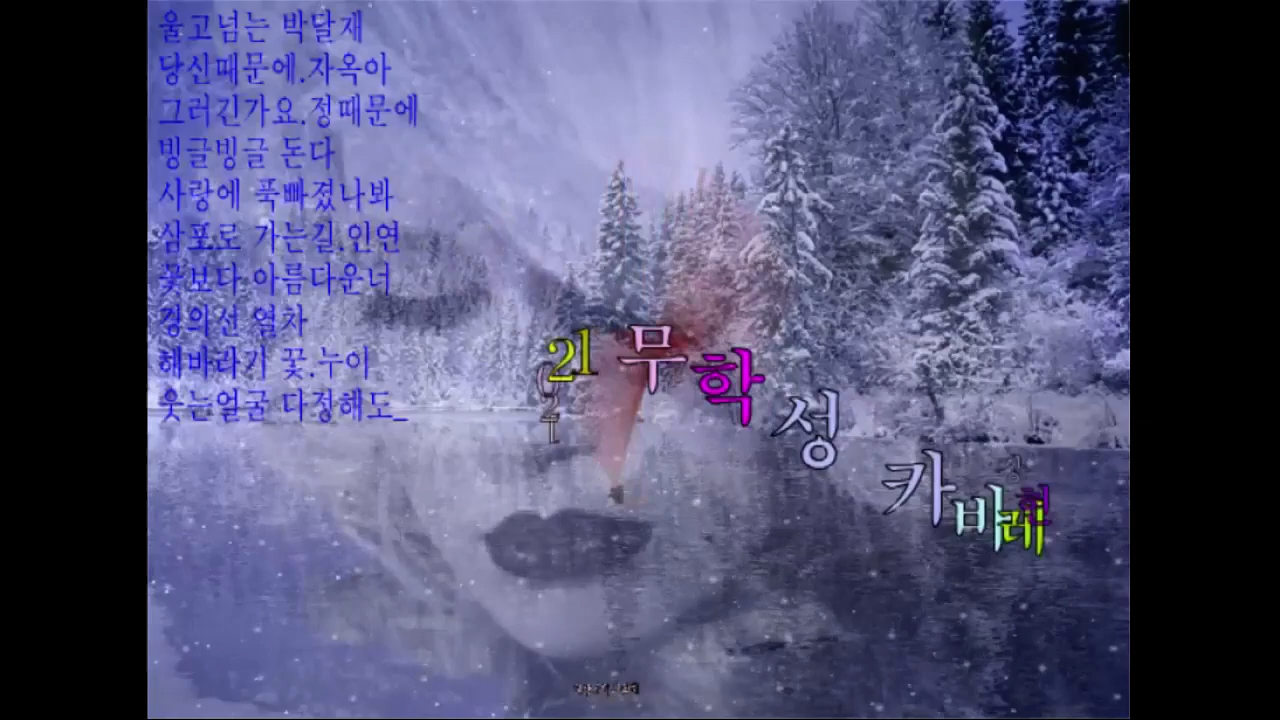 울고넘는 박달재
당신때문에.자옥아
그러긴가요.정때문에
빙글빙글 돈다
사랑에 푹빠졌나봐
삼포로 가는길.인연
꽃보다 아름다운너
경의선 열차
해바라기 꽃.누이
웃는얼굴 다정해도_
21 무학성 카바레